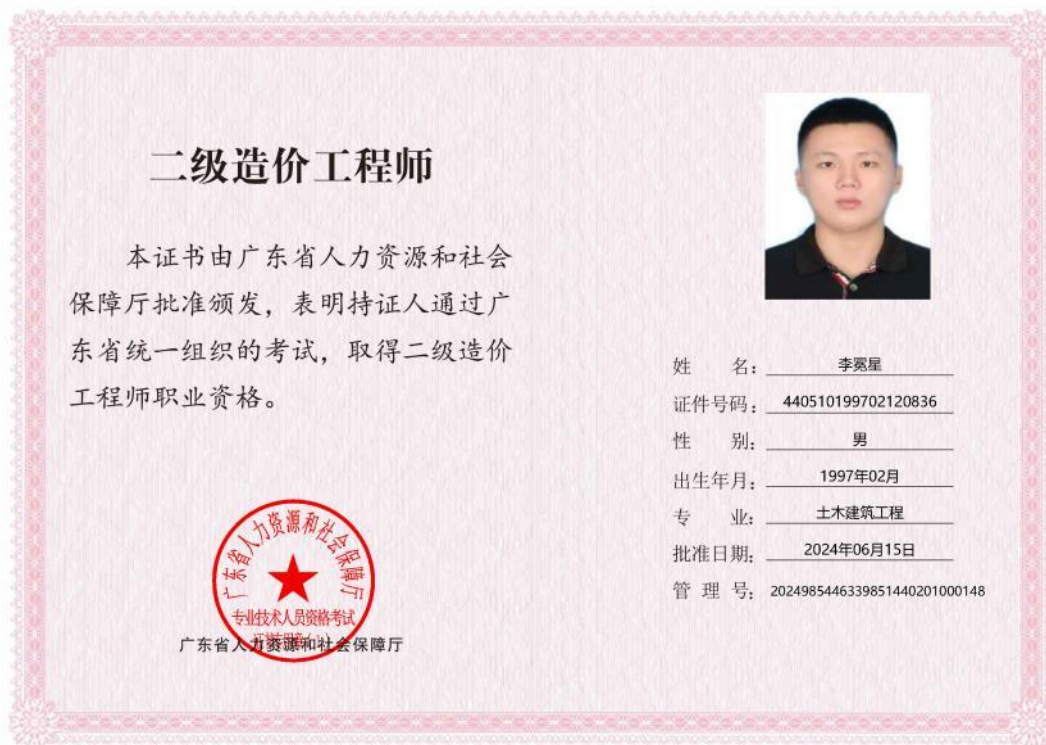 二级造价工程师
本证书由广东省人力资源和社会
保障厅批准颁发，表明持证人通过广
东省统一组织的考试，取得二级造价
工程师职业资格。
广东省人力资源和社会保障厅
专业技术人员资格考试
广东省人力资源和社会保障厅
姓 名：李冕星
证件号码：440510199702120836
性 别：男
出生年月：1997年02月
专 业：土木建筑工程
批准日期：2024年06月15日
管 理 号：20249854463398514402​01000148